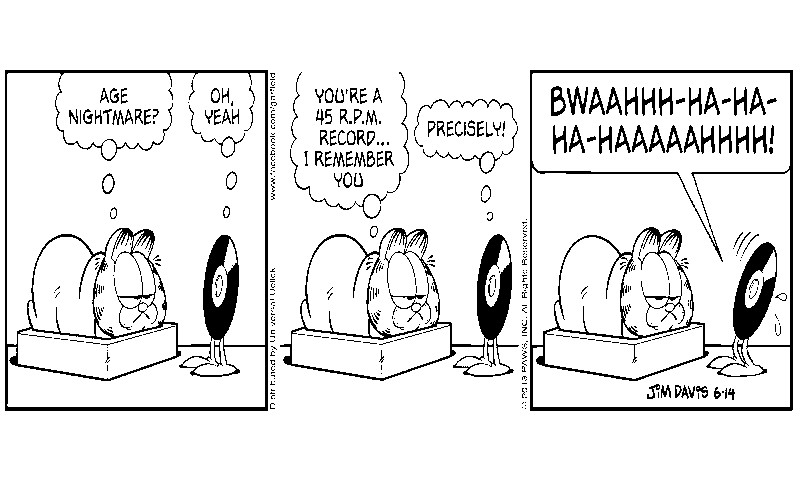 AGE
NIGHTMARE?
OH,
YEAH
www.facebook.com/garfield
Distributed by Universal Uclick
YOU'RE A
45 R.P.M.
RECORD...
I REMEMBER
YOU
PRECISELY!
PAWS, INC. All Rights Reserved.
BWAAHHH-HA-HA-
HA-HAAAAAHHHH!
JIM DAVIS 6-14